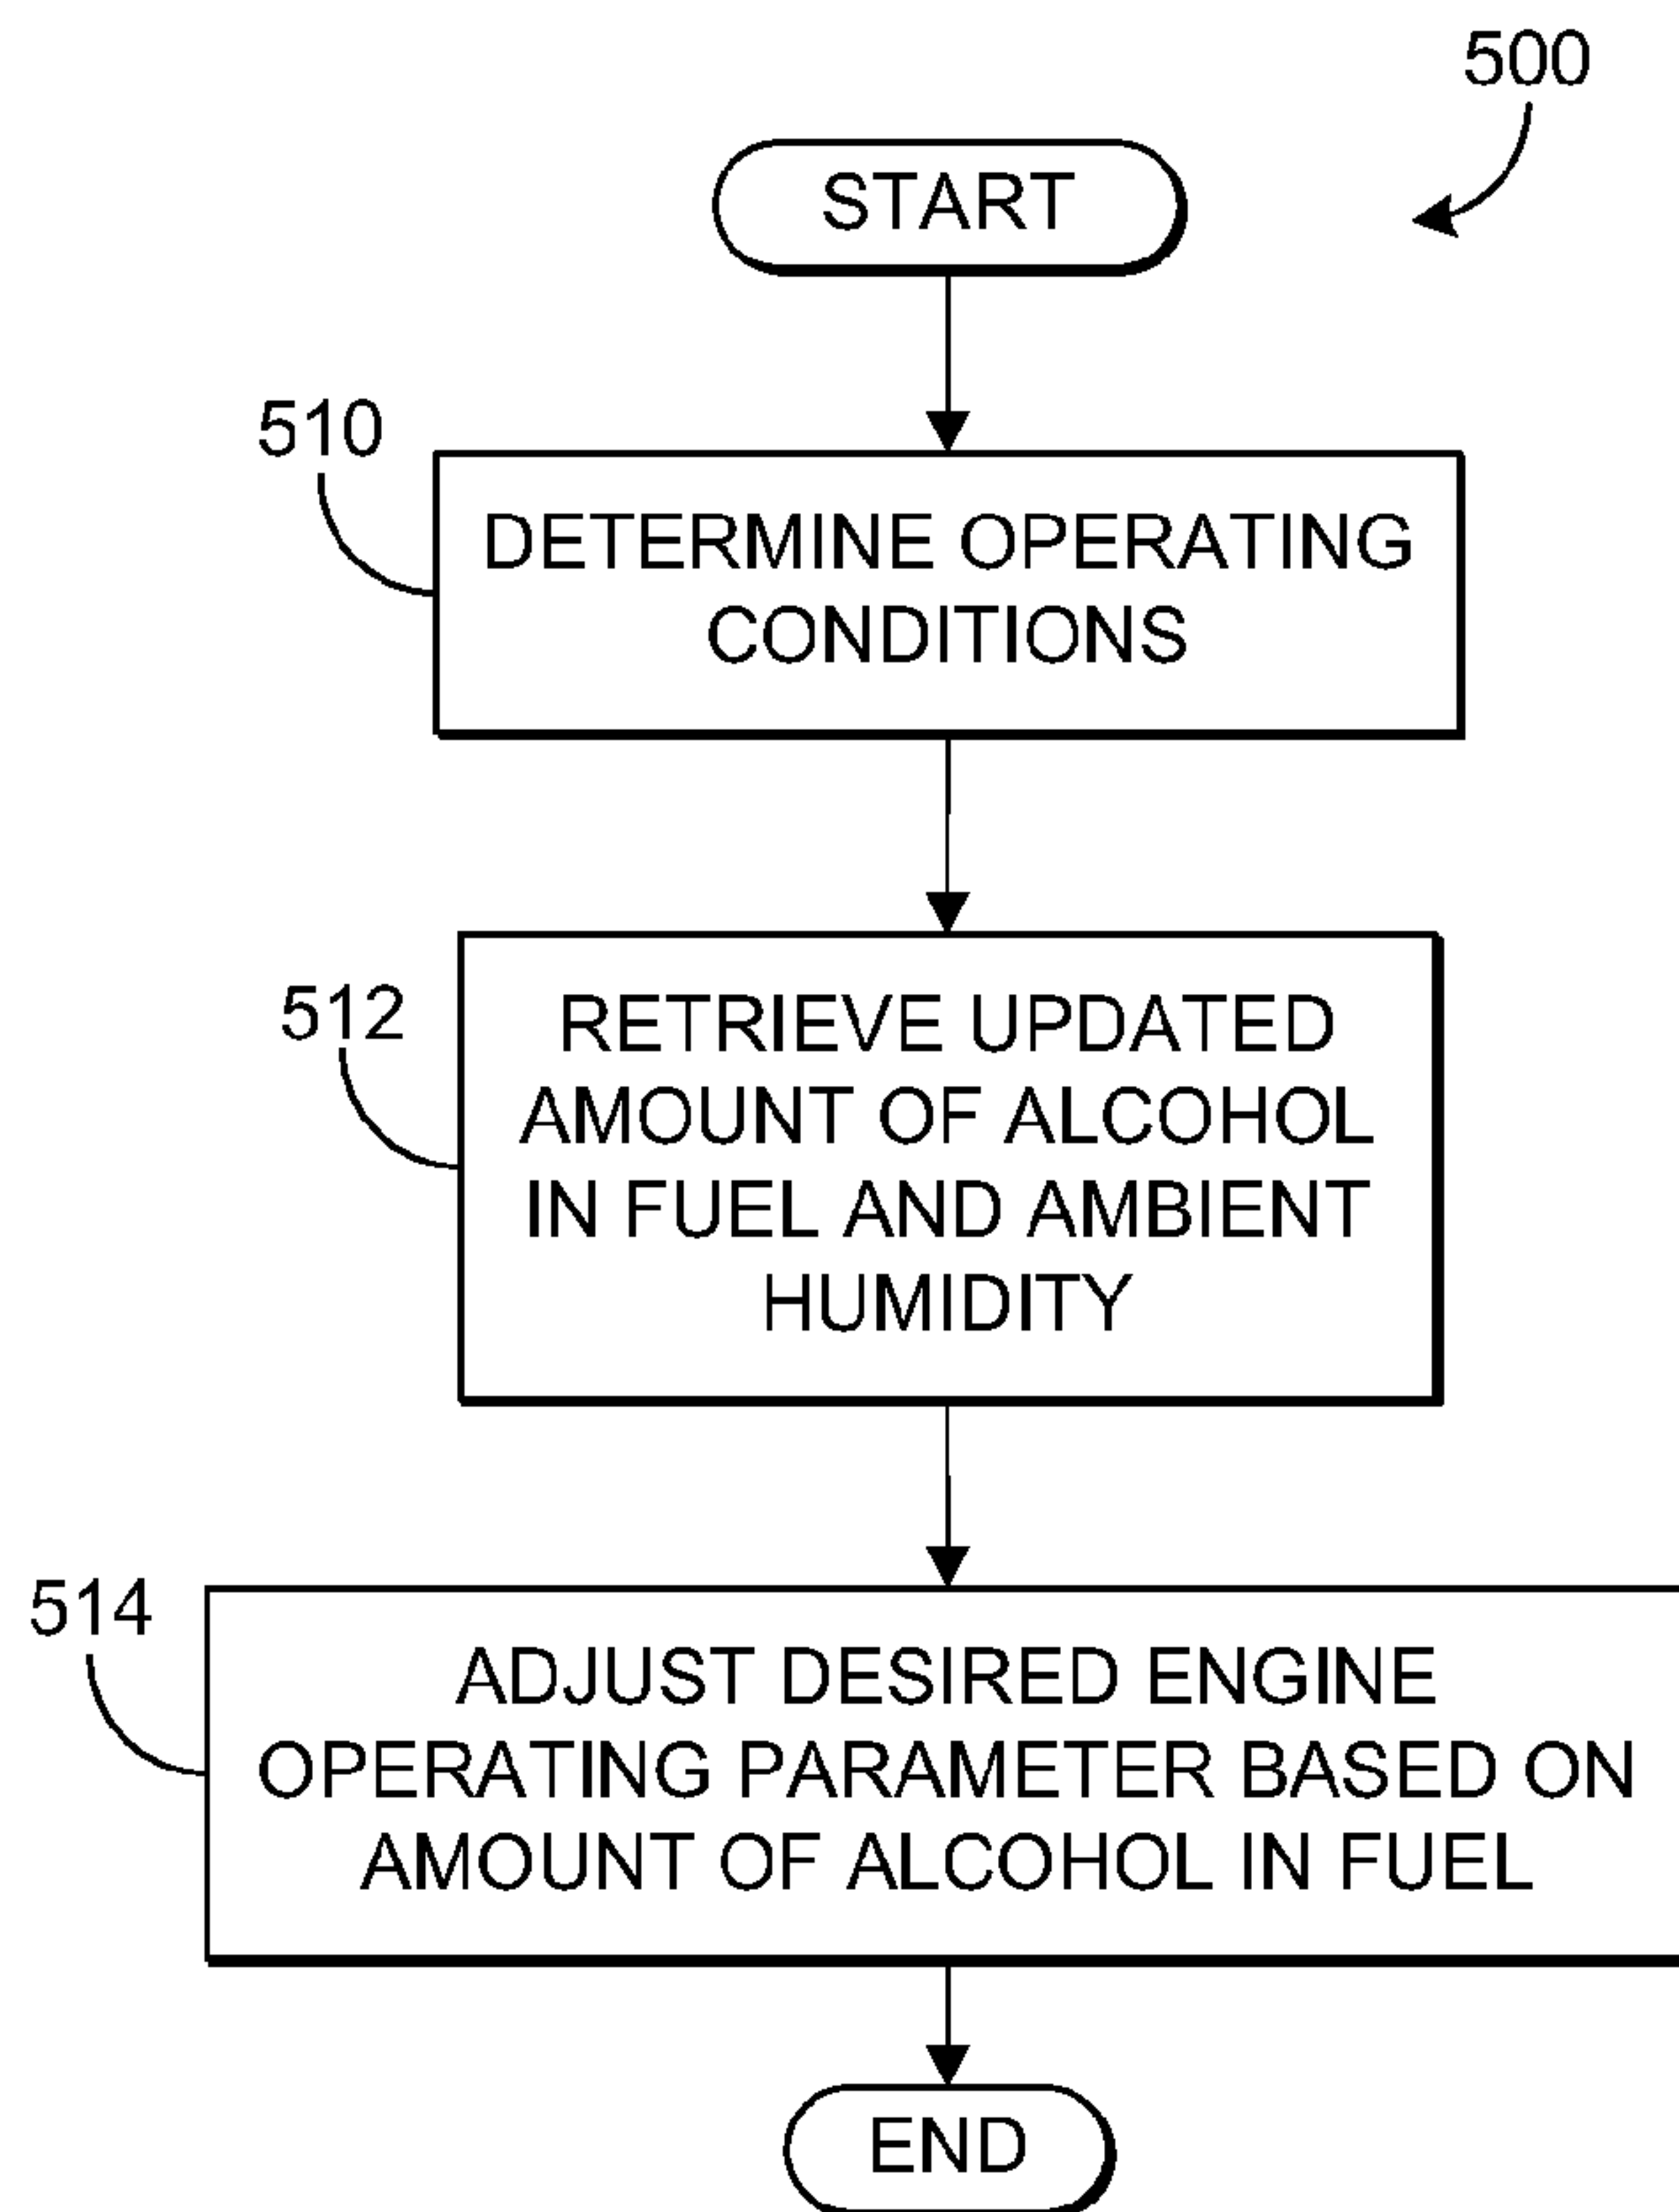 500
START
510
DETERMINE OPERATING
CONDITIONS
512
RETRIEVE UPDATED
AMOUNT OF ALCOHOL
IN FUEL AND AMBIENT
HUMIDITY
514
ADJUST DESIRED ENGINE
OPERATING PARAMETER BASED ON
AMOUNT OF ALCOHOL IN FUEL
END